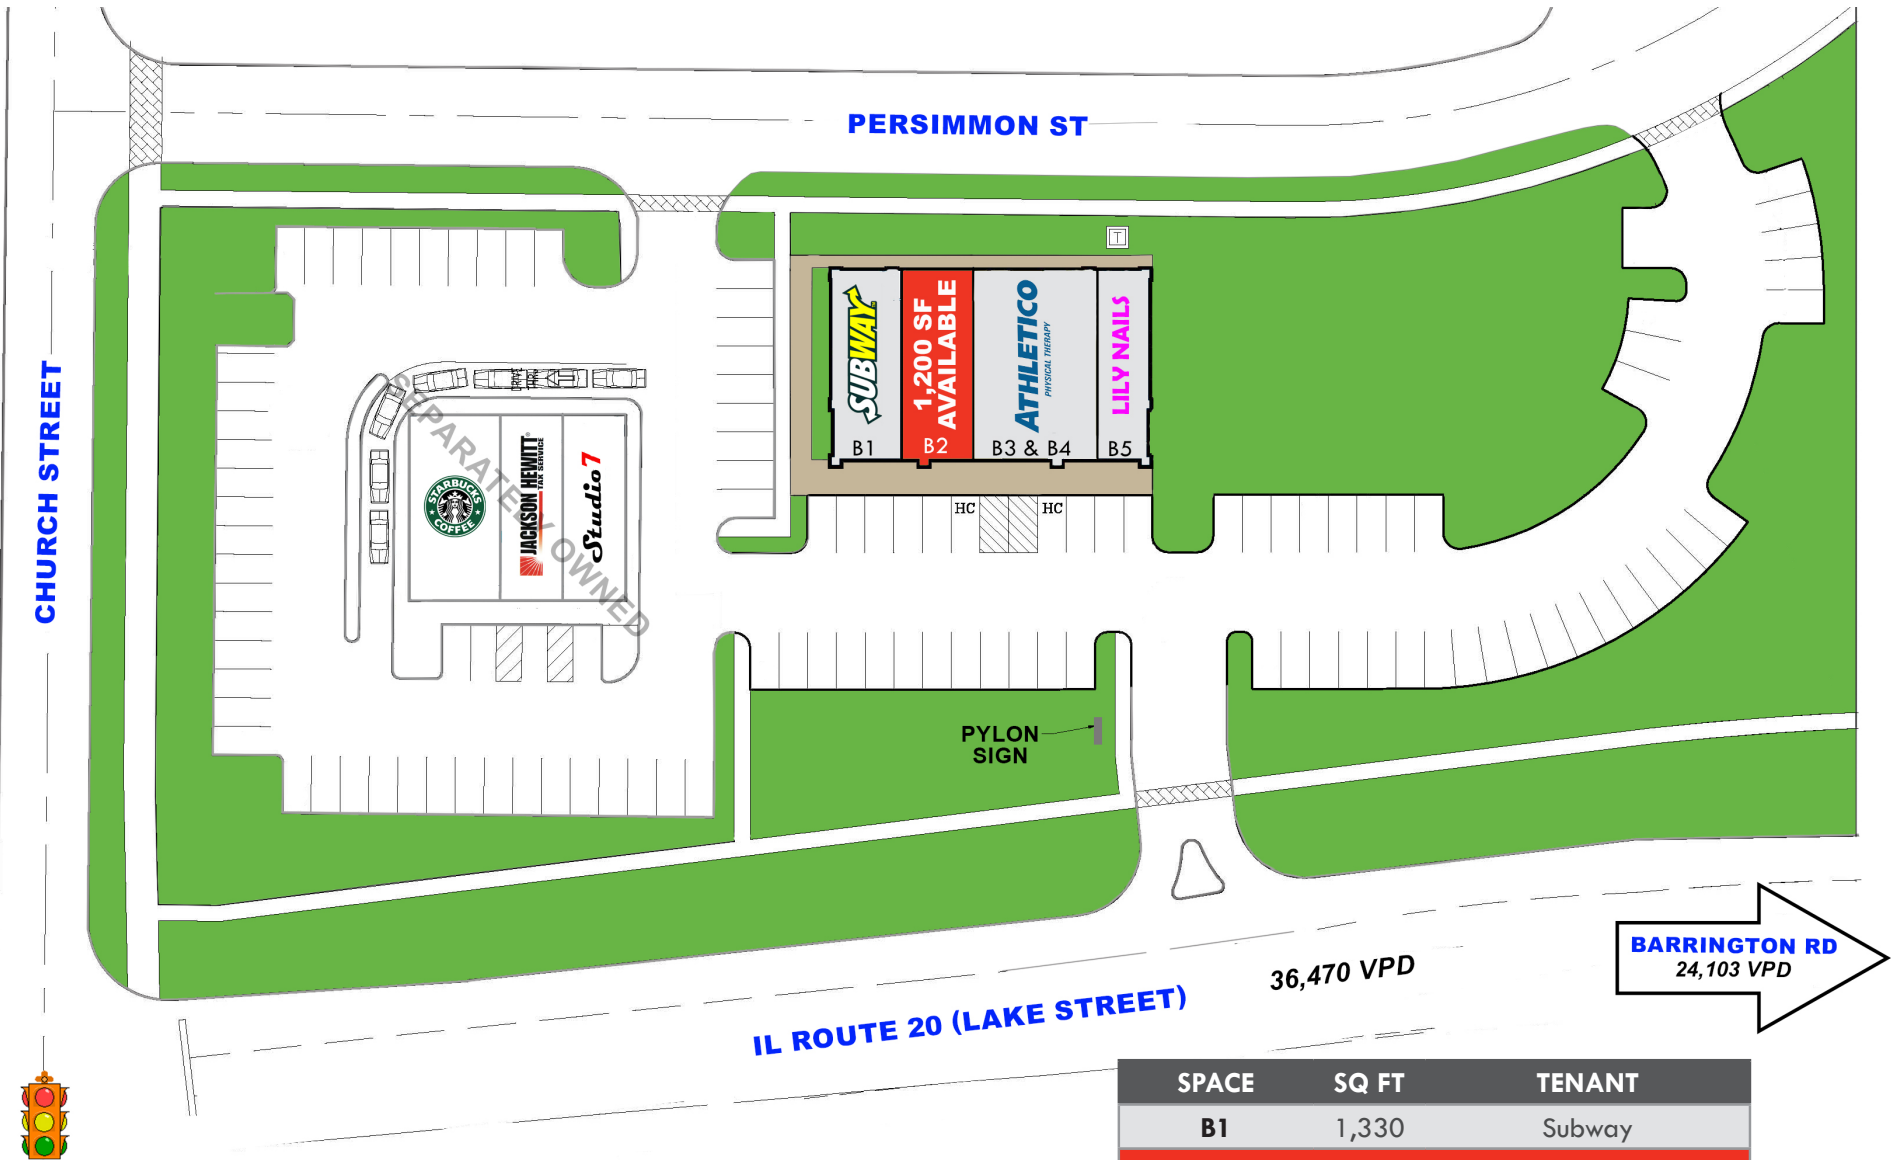 PERSIMMON ST
T
CHURCH STREET
SUBWAY
B1
1,200 SF
AVAILABLE
B2
ATHLETICO
PHYSICAL THERAPY
B3 & B4
LILY NAILS
B5
DRIVE
THRU
SEPARATELY OWNED
STARBUCKS
COFFEE
JACKSON HEWITT
TAX SERVICE
Studio 7
HC
HC
PYLON
SIGN
BARRINGTON RD
24,103 VPD
36,470 VPD
IL ROUTE 20 (LAKE STREET)
SPACE SQ FT TENANT
B1 1,330 Subway